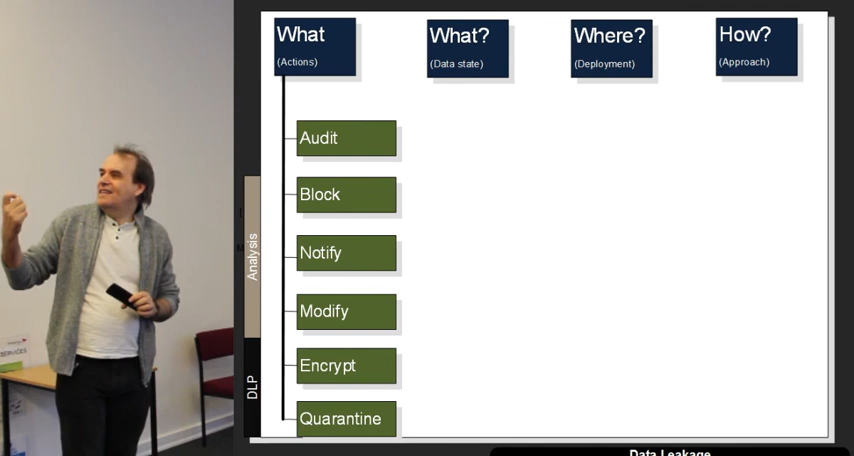 What
(Actions)
What?
(Data state)
Where?
(Deployment)
How?
(Approach)
Audit
Block
Notify
Modify
Encrypt
Quarantine
Analysis
DLP
SERVICES
Data Leakage